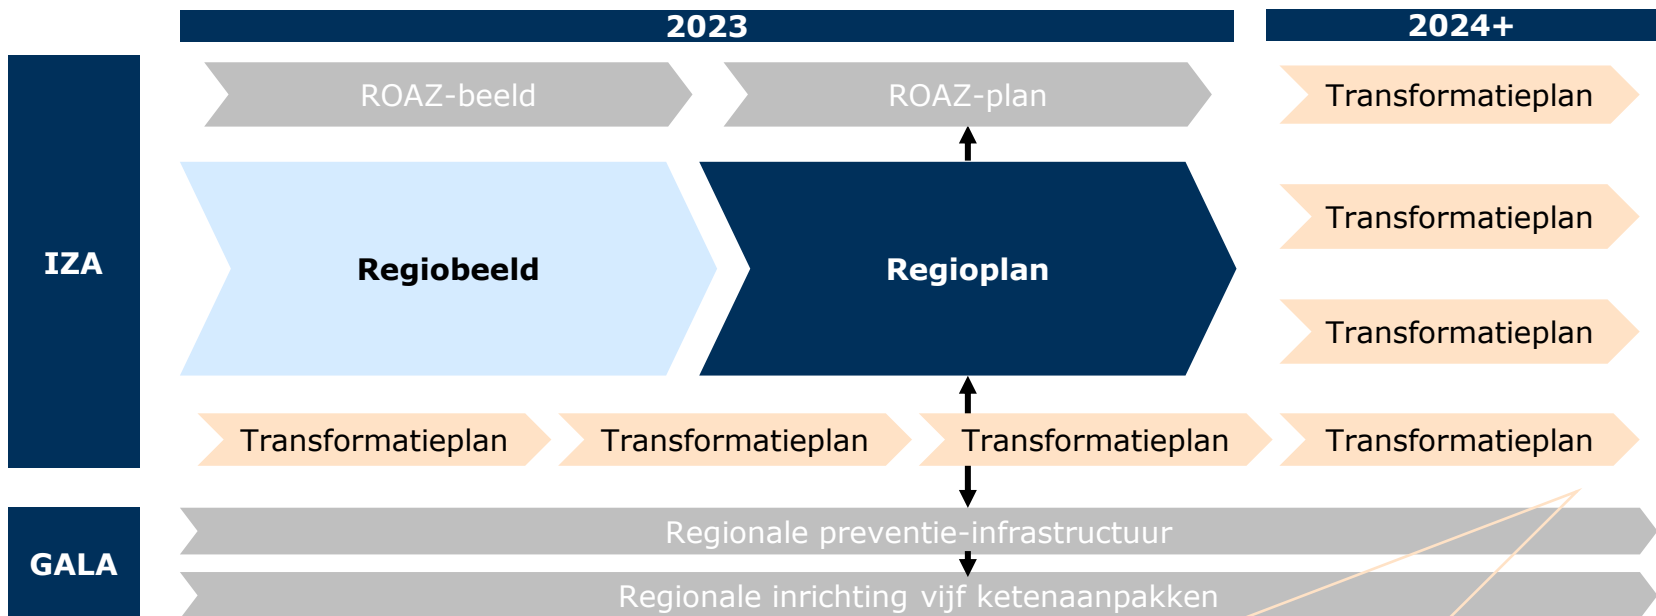 2023
2024+
IZA
ROAZ-beeld
ROAZ-plan
Transformatieplan
Transformatieplan
Regiobeeld
Regioplan
Transformatieplan
Transformatieplan
Transformatieplan
Transformatieplan
Transformatieplan
GALA
Regionale preventie-infrastructuur
Regionale inrichting vijf ketenaanpakken